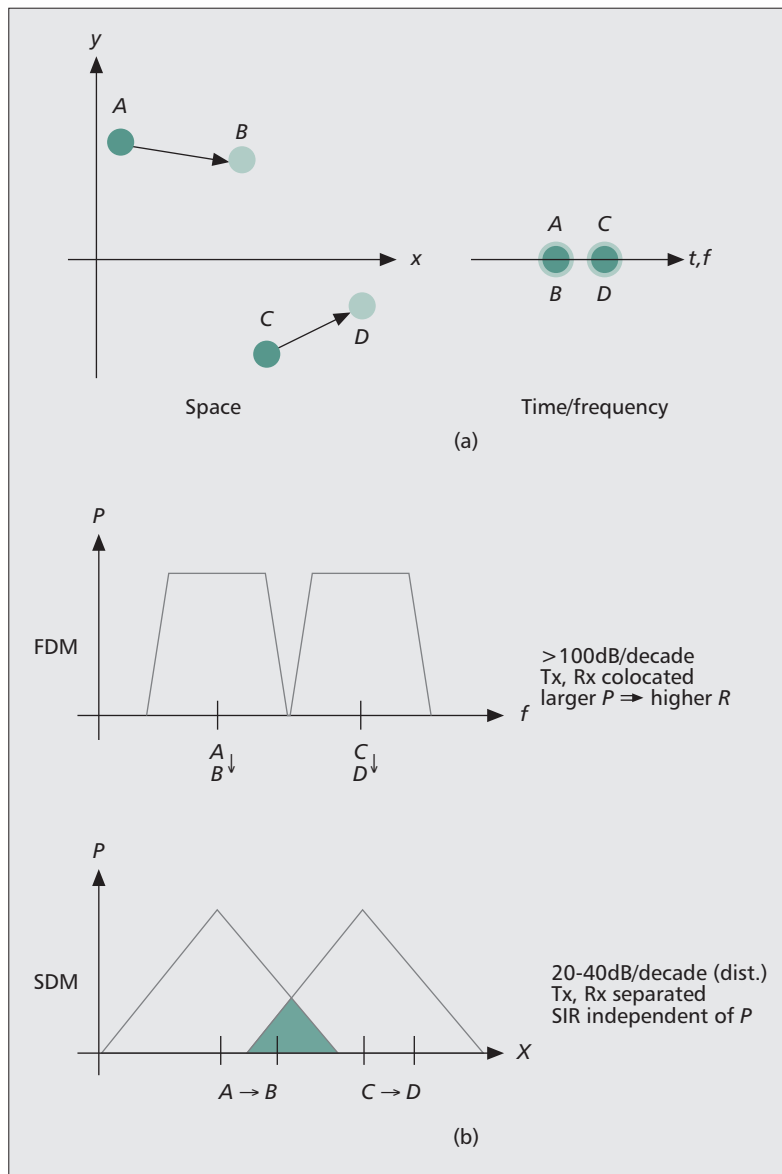 y
A
B
x
C
D
Space
A C
t,f
B D
Time/frequency
(a)
P
FDM
f
A
B↓
C
D↓
>100dB/decade
Tx, Rx colocated
larger P ⇒ higher R
P
SDM
X
A → B
C → D
20-40dB/decade (dist.)
Tx, Rx separated
SIR independent of P
(b)